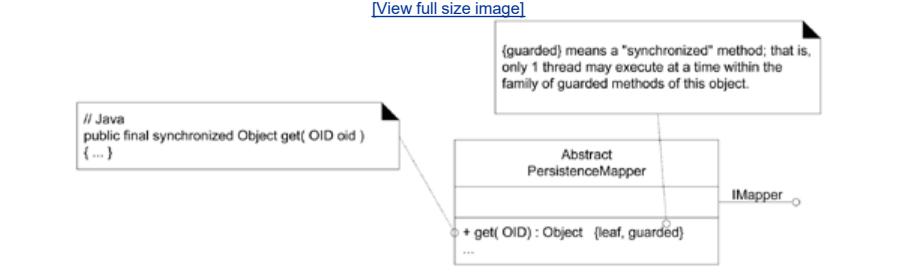 [View full size image]
{guarded} means a "synchronized" method; that is,
only 1 thread may execute at a time within the
family of guarded methods of this object.
// Java
public final synchronized Object get( OID oid )
{ ... }
Abstract
PersistenceMapper
IMapper
+ get( OID) : Object {leaf, guarded}
...